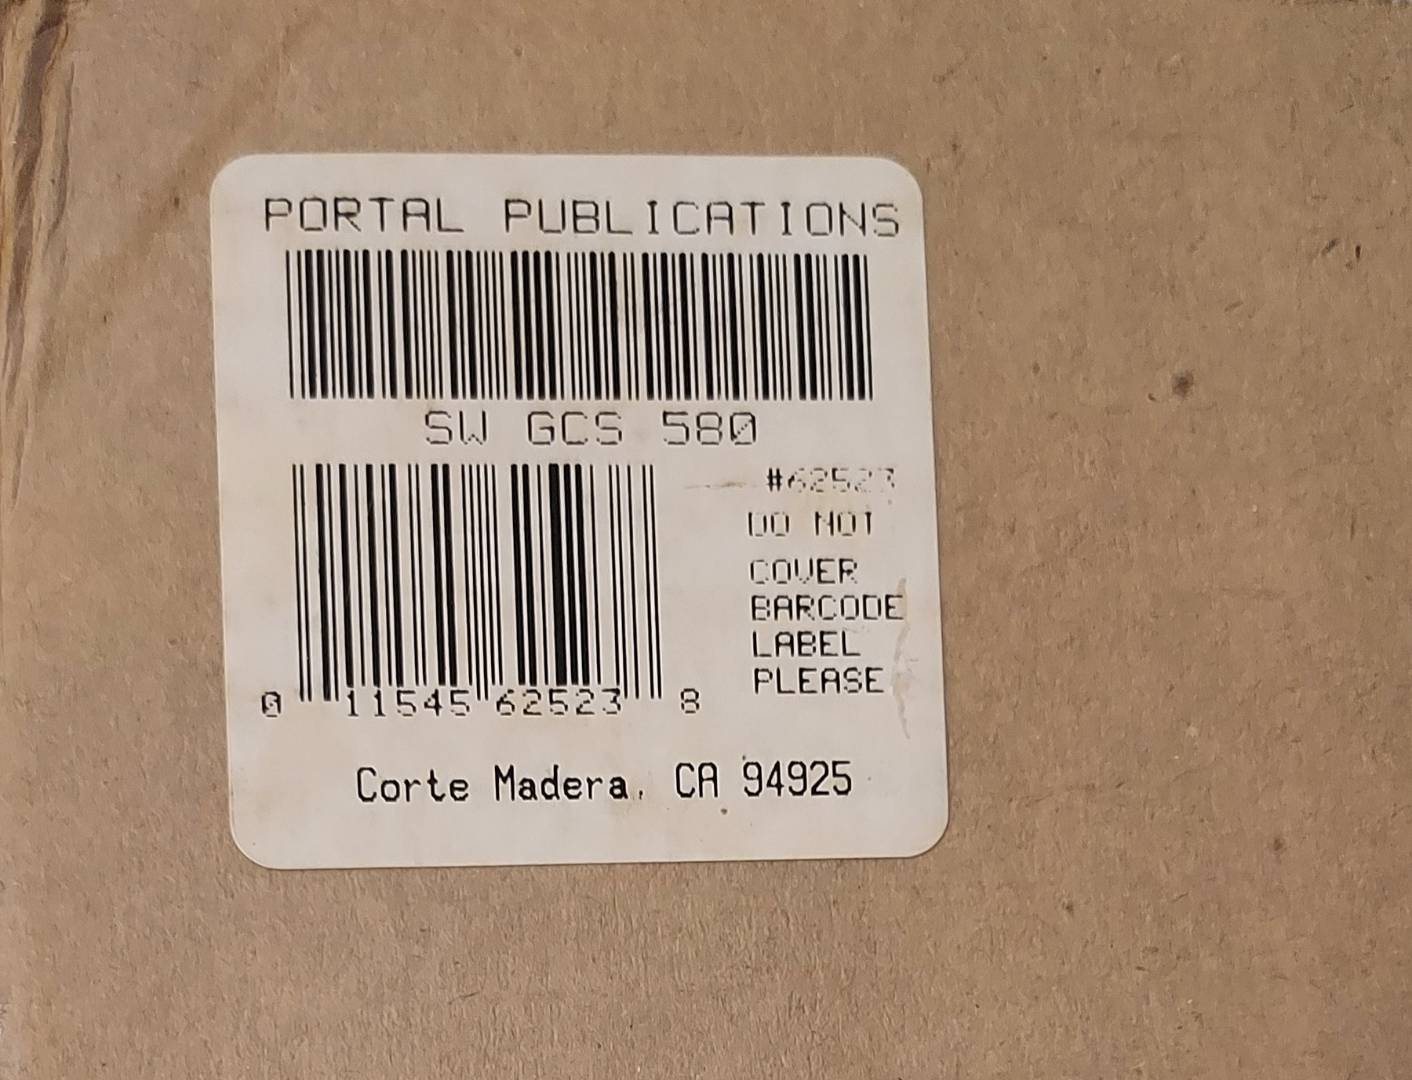 PORTAL PUBLICATIONS
SW GCS 580
#62523
DO NOT
COVER
BARCODE
LABEL
PLEASE
0 11545 62523 8
Corte Madera, CA 94925